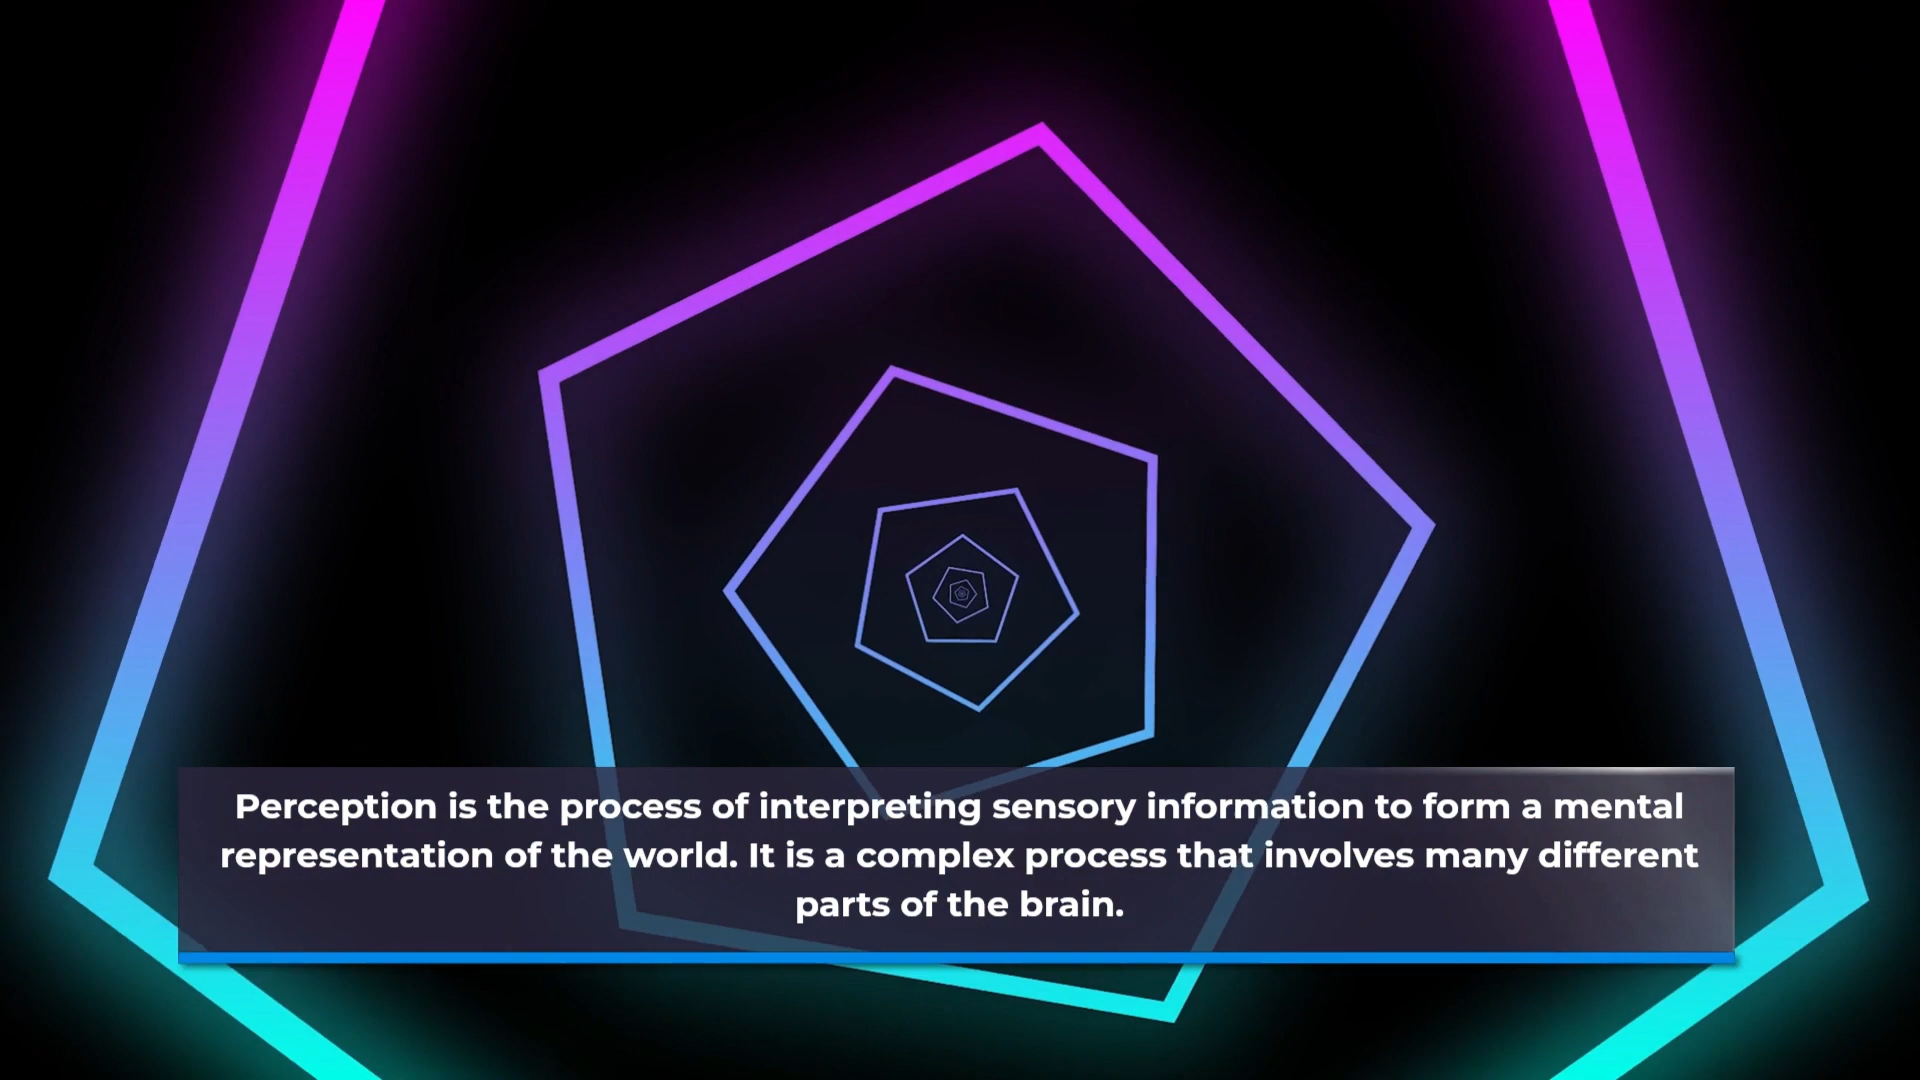 Perception is the process of interpreting sensory information to form a mental
representation of the world. It is a complex process that involves many different
parts of the brain.